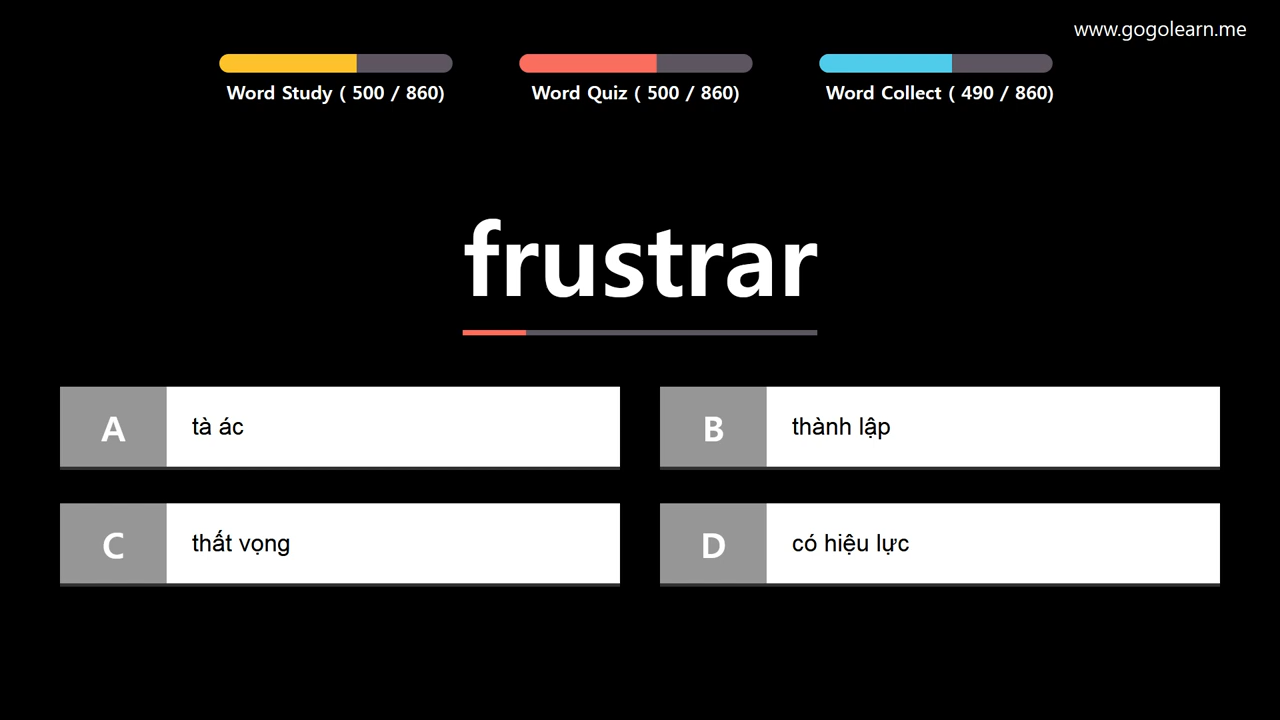 www.gogolearn.me
Word Study ( 500 / 860)
Word Quiz ( 500 / 860)
Word Collect ( 490 / 860)
frustrar
A tà ác
B thành lập
C thất vọng
D có hiệu lực